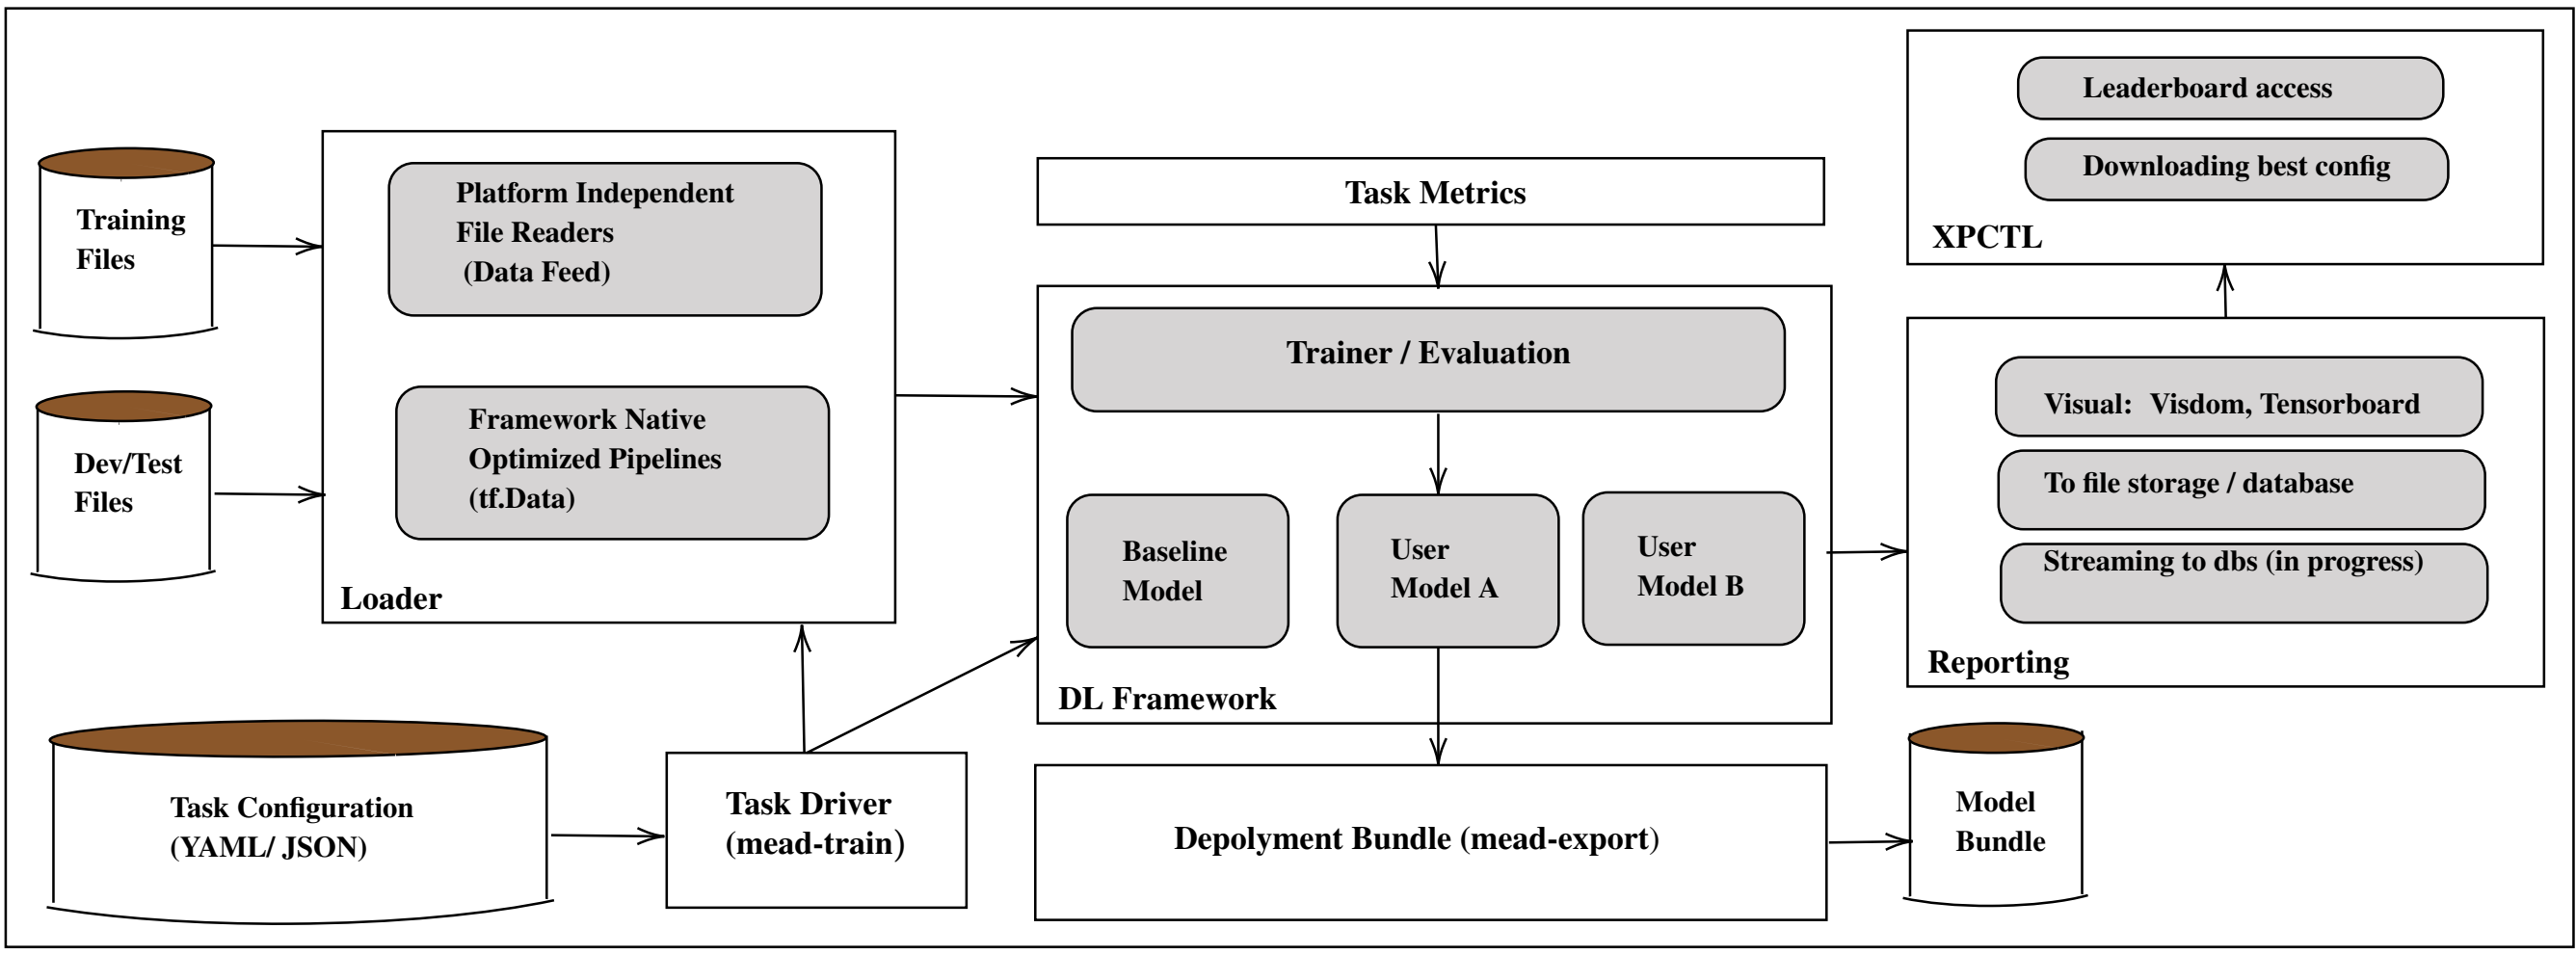 Training
Files
Dev/Test
Files
Platform Independent
File Readers
(Data Feed)
Framework Native
Optimized Pipelines
(tf.Data)
Loader
Task Configuration
(YAML/ JSON)
Task Driver
(mead-train)
Task Metrics
Trainer / Evaluation
Baseline
Model
User
Model A
User
Model B
DL Framework
Depolyment Bundle (mead-export)
Leaderboard access
Downloading best config
XPCTL
Visual: Visdom, Tensorboard
To file storage / database
Streaming to dbs (in progress)
Reporting
Model
Bundle